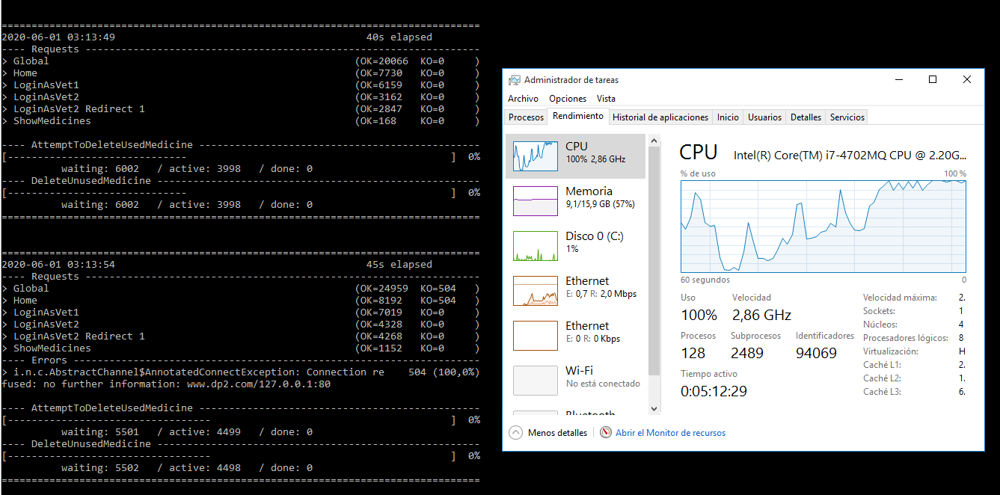 ================================================================================
2020-06-01 03:13:49                                          40s elapsed
---- Requests ------------------------------------------------------------------
> Global                                                   (OK=20066  KO=0     )
> Home                                                     (OK=7730   KO=0     )
> LoginAsVet1                                              (OK=6159   KO=0     )
> LoginAsVet2                                              (OK=3162   KO=0     )
> LoginAsVet2 Redirect 1                                   (OK=2847   KO=0     )
> ShowMedicines                                            (OK=168    KO=0     )
---- AttemptToDeleteUsedMedicine -----------------------------------------------
[------------------------------                                            ]  0%
          waiting: 6002   / active: 3998   / done: 0
---- DeleteUnusedMedicine ------------------------------------------------------
[------------------------------                                            ]  0%
          waiting: 6002   / active: 3998   / done: 0
================================================================================
================================================================================
2020-06-01 03:13:54                                          45s elapsed
---- Requests ------------------------------------------------------------------
> Global                                                   (OK=24959  KO=504   )
> Home                                                     (OK=8192   KO=504   )
> LoginAsVet1                                              (OK=7019   KO=0     )
> LoginAsVet2                                              (OK=4328   KO=0     )
> LoginAsVet2 Redirect 1                                   (OK=4268   KO=0     )
> ShowMedicines                                            (OK=1152   KO=0     )
---- Errors --------------------------------------------------------------------
> i.n.c.AbstractChannel$AnnotatedConnectException: Connection re    504 (100,0%)
fused: no further information: www.dp2.com/127.0.0.1:80
---- AttemptToDeleteUsedMedicine -----------------------------------------------
[----------------------------------                                        ]  0%
          waiting: 5501   / active: 4499   / done: 0
---- DeleteUnusedMedicine ------------------------------------------------------
[----------------------------------                                        ]  0%
          waiting: 5502   / active: 4498   / done: 0
================================================================================
Administrador de tareas
Archivo Opciones Vista
Procesos Rendimiento Historial de aplicaciones Inicio Usuarios Detalles Servicios
CPU
100% 2,86 GHz
Memoria
9,1/15,9 GB (57%)
Disco 0 (C:)
1%
Ethernet
E: 0,7 R: 2,0 Mbps
Ethernet
E: 0 R: 0 Kbps
Wi-Fi
No está conectado
Bluetooth
CPU Intel(R) Core(TM) i7-4702MQ CPU @ 2.20G...
% de uso 100 %
60 segundos 0
Uso Velocidad
100% 2,86 GHz
Procesos Subprocesos Identificadores
128 2489 94069
Tiempo activo
0:05:12:29
Velocidad máxima: 2.
Sockets: 1
Núcleos: 4
Procesadores lógicos: 8
Virtualización: H
Caché L1: 2.
Caché L2: 1.
Caché L3: 6.
Menos detalles Abrir el Monitor de recursos